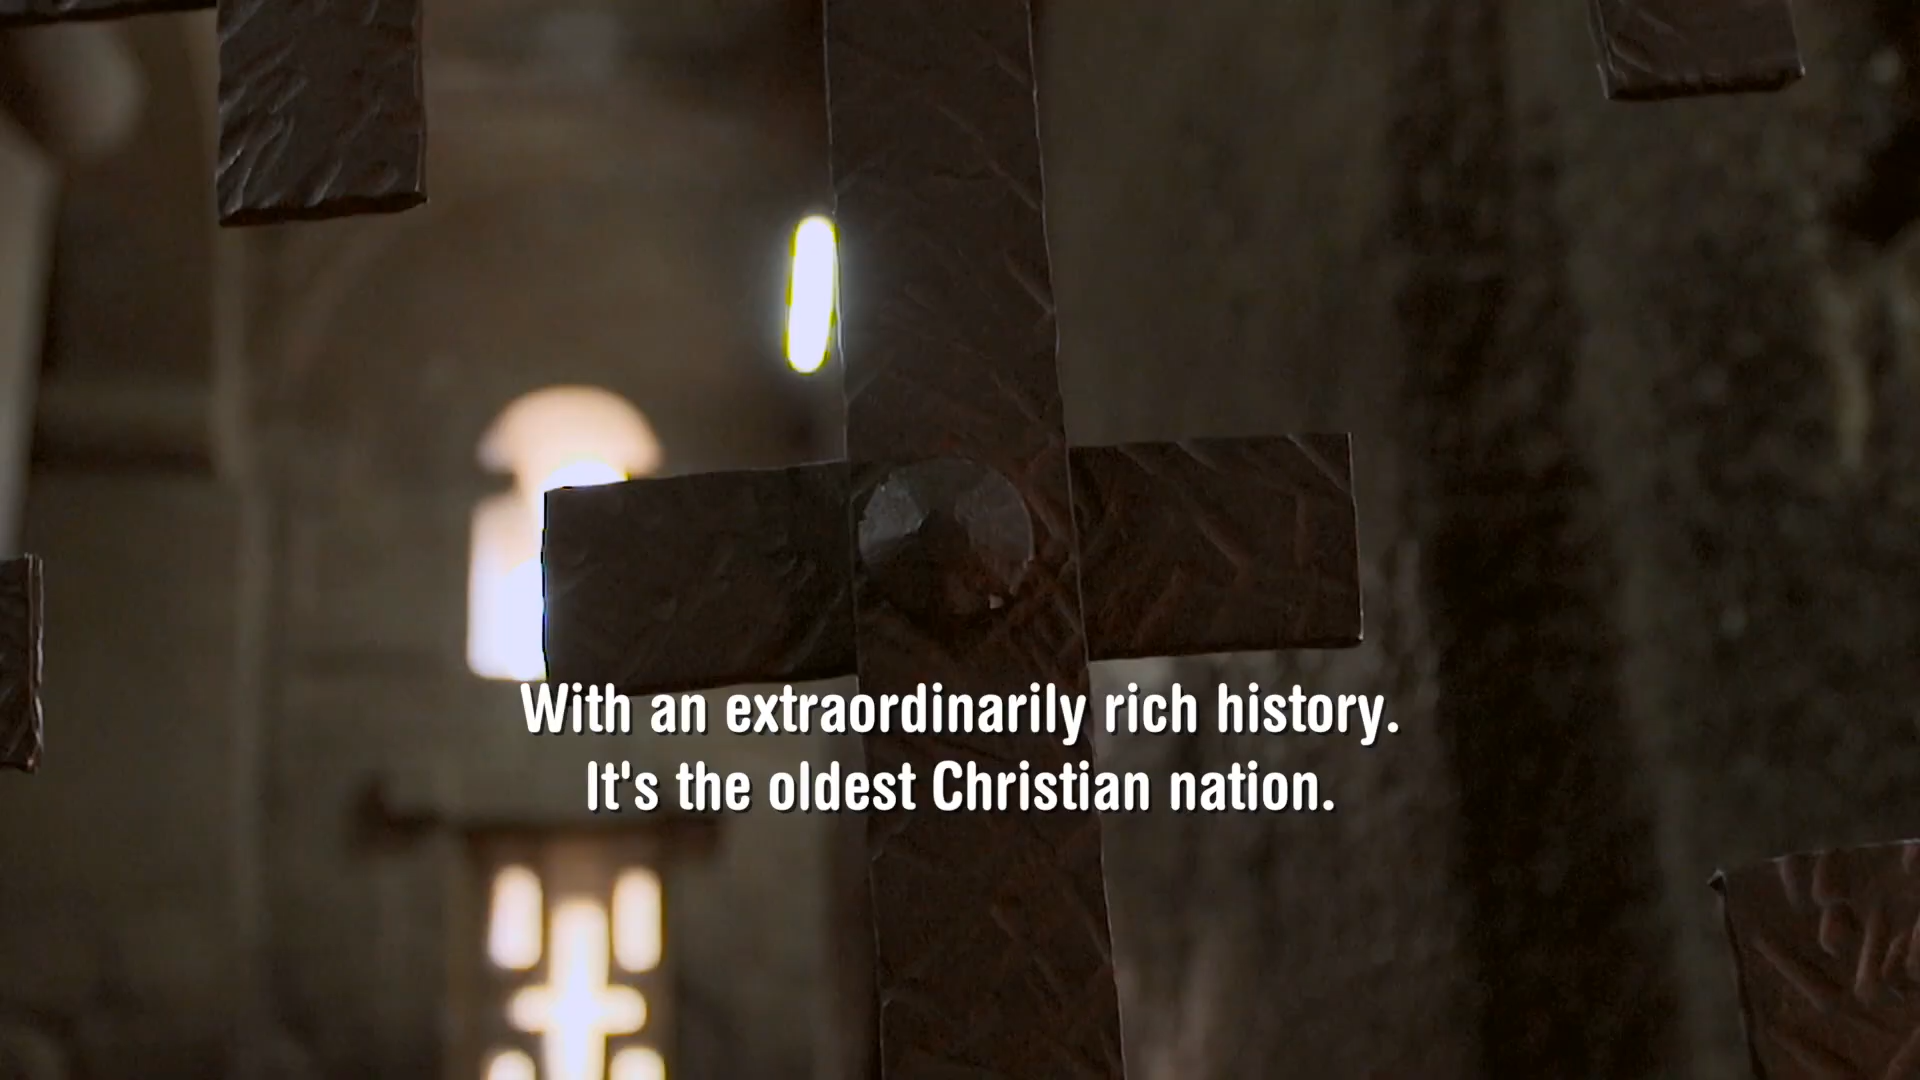 With an extraordinarily rich history.
It's the oldest Christian nation.